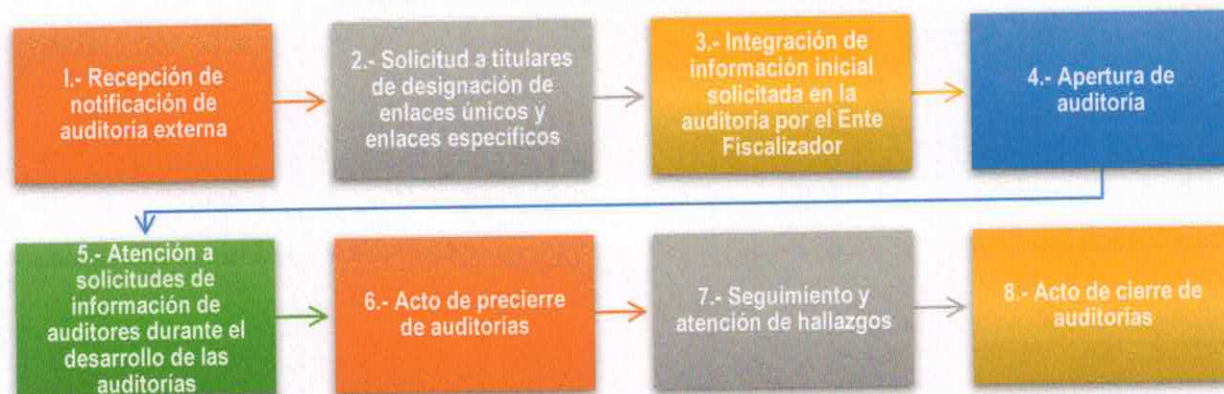 1.- Recepción de
notificación de
auditoría externa
2.- Solicitud a titulares
de designación de
enlaces únicos y
enlaces específicos
3.- Integración de
información inicial
solicitada en la
auditoría por el Ente
Fiscalizador
4.- Apertura de
auditoría
5.- Atención a
solicitudes de
información de
auditores durante el
desarrollo de las
auditorías
6.- Acto de precierre
de auditorías
7.- Seguimiento y
atención de hallazgos
8.- Acto de cierre de
auditorías